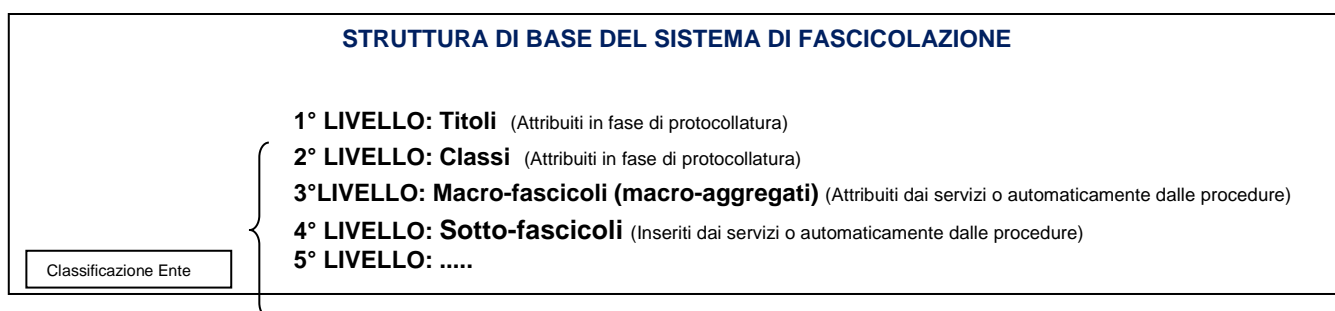 STRUTTURA DI BASE DEL SISTEMA DI FASCICOLAZIONE
1° LIVELLO: Titoli (Attribuiti in fase di protocollatura)
2° LIVELLO: Classi (Attribuiti in fase di protocollatura)
3°LIVELLO: Macro-fascicoli (macro-aggregati) (Attribuiti dai servizi o automaticamente dalle procedure)
4° LIVELLO: Sotto-fascicoli (Inseriti dai servizi o automaticamente dalle procedure)
5° LIVELLO: .....
Classificazione Ente